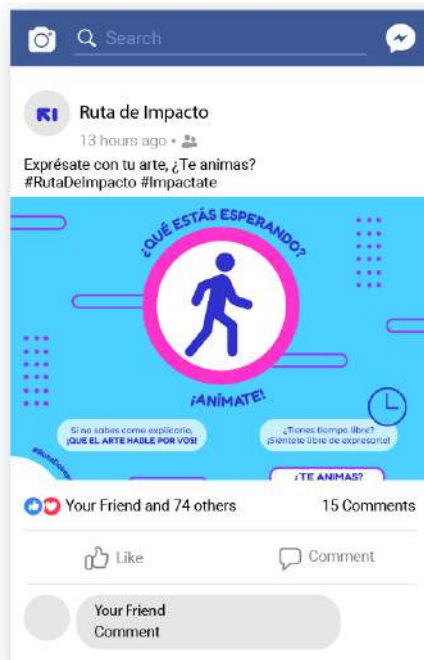 Search
Ruta de Impacto
13 hours ago •
Exprésate con tu arte, ¿Te animas?
#RutaDeImpacto #Impactate
¿QUÉ ESTÁS ESPERANDO?
¡ANÍMATE!
Si no sabes como explicarlo,
¡QUE EL ARTE HABLE POR VOS!
¿Tienes tiempo libre?
¡Siéntete libre de expresarte!
¿TE ANIMAS?
Your Friend and 74 others
15 Comments
Like
Comment
Your Friend
Comment